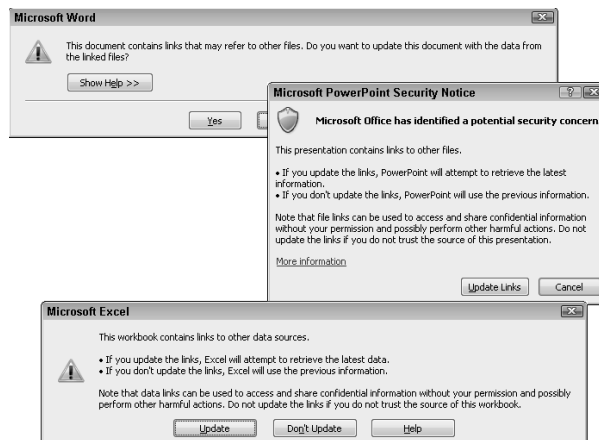 Microsoft Word
This document contains links that may refer to other files. Do you want to update this document with the data from
the linked files?
Show Help >>
Yes
Microsoft PowerPoint Security Notice
Microsoft Office has identified a potential security concern
This presentation contains links to other files.
• If you update the links, PowerPoint will attempt to retrieve the latest
information.
• If you don't update the links, PowerPoint will use the previous information.
Note that file links can be used to access and share confidential information
without your permission and possibly perform other harmful actions. Do not
update the links if you do not trust the source of this presentation.
More information
Update Links Cancel
Microsoft Excel
This workbook contains links to other data sources.
• If you update the links, Excel will attempt to retrieve the latest data.
• If you don't update the links, Excel will use the previous information.
Note that data links can be used to access and share confidential information without your permission and possibly
perform other harmful actions. Do not update the links if you do not trust the source of this workbook.
Update Don't Update Help